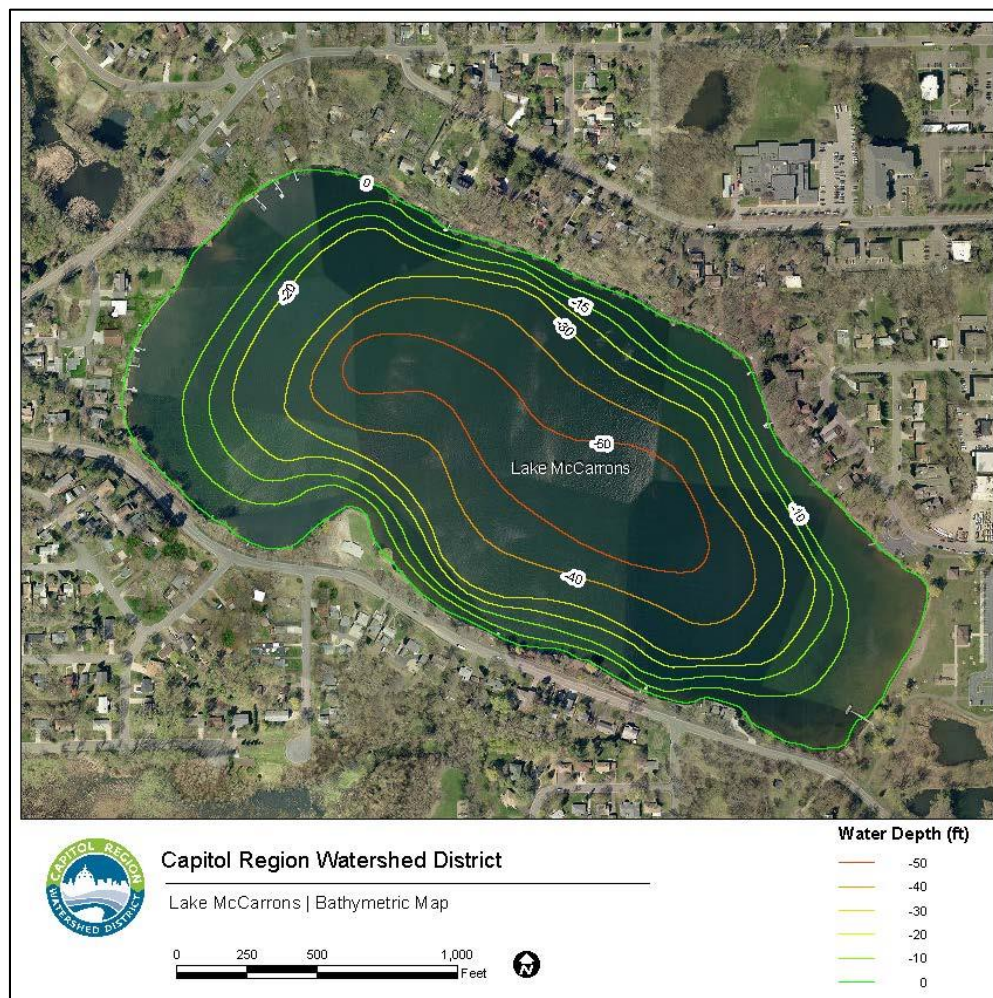 0
-20
-15
-30
-50
Lake McCarrons
-10
-40
CAPITOL REGION
WATERSHED DISTRICT
Capitol Region Watershed District
Lake McCarrons | Bathymetric Map
0 250 500 1,000
Feet
N
Water Depth (ft)
-50
-40
-30
-20
-10
0